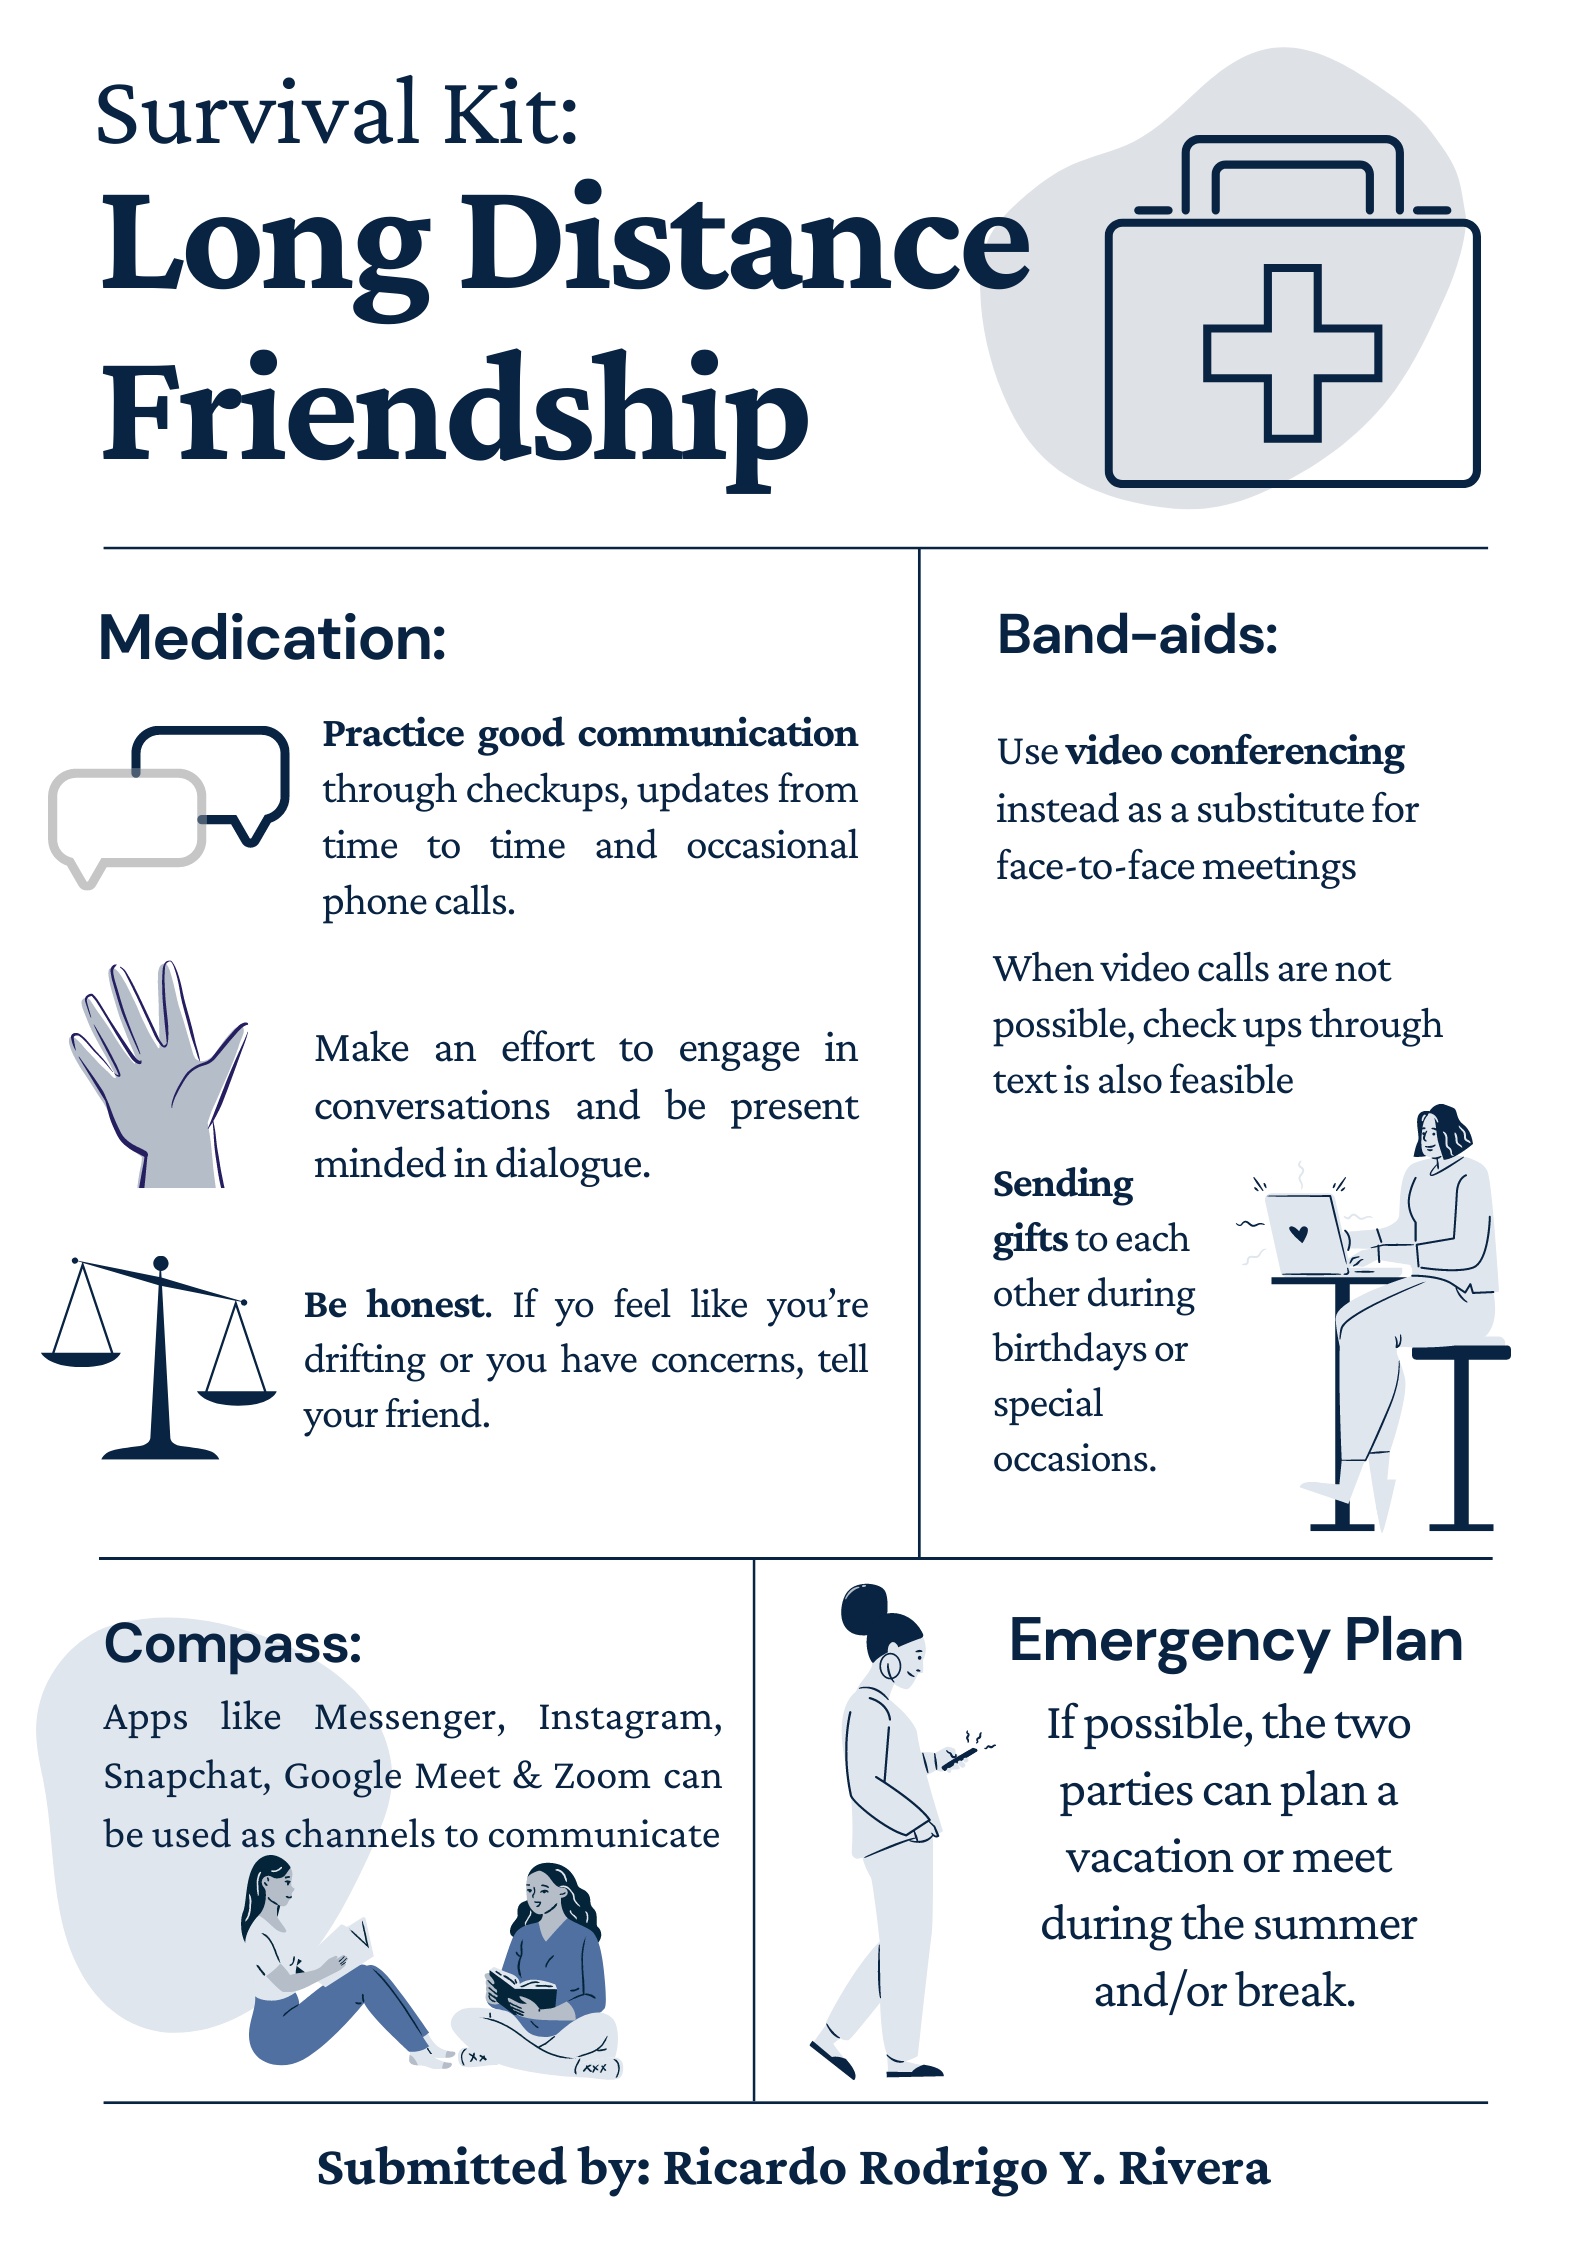 Survival Kit:
Long Distance
Friendship
Medication:
Practice good communication
through checkups, updates from
time to time and occasional
phone calls.
Make an effort to engage in
conversations and be present
minded in dialogue.
Be honest. If yo feel like you’re
drifting or you have concerns, tell
your friend.
Band-aids:
Use video conferencing
instead as a substitute for
face-to-face meetings
When video calls are not
possible, check ups through
text is also feasible
Sending
gifts to each
other during
birthdays or
special
occasions.
Compass:
Apps like Messenger, Instagram,
Snapchat, Google Meet & Zoom can
be used as channels to communicate
Emergency Plan
If possible, the two
parties can plan a
vacation or meet
during the summer
and/or break.
Submitted by: Ricardo Rodrigo Y. Rivera